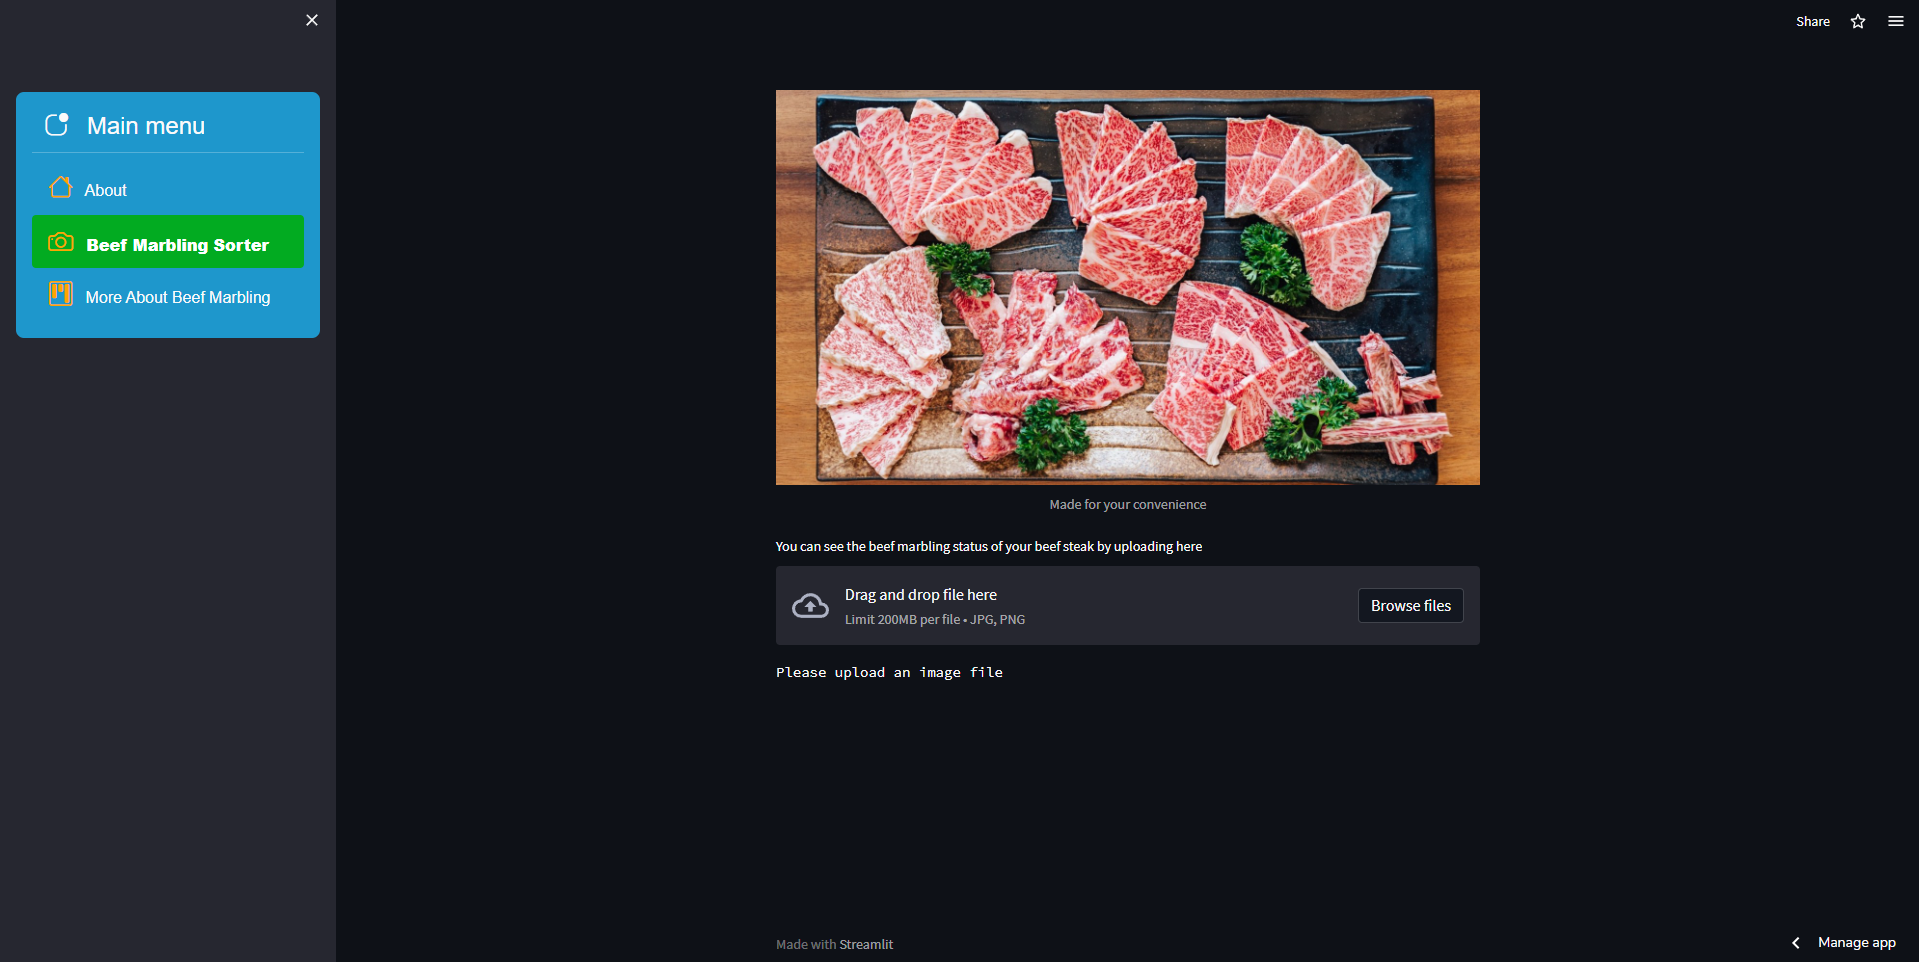 Share
Main menu
About
Beef Marbling Sorter
More About Beef Marbling
Made for your convenience
You can see the beef marbling status of your beef steak by uploading here
Drag and drop file here
Limit 200MB per file • JPG, PNG
Browse files
Please upload an image file
Made with Streamlit
Manage app